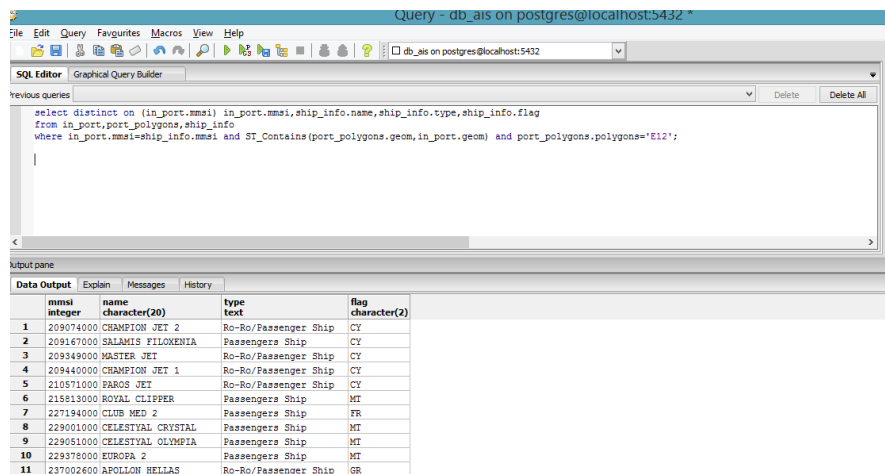 Query - db_ais on postgres@localhost:5432 *
File Edit Query Favourites Macros View Help
db_ais on postgres@localhost:5432
SQL Editor Graphical Query Builder
Previous queries Delete Delete All
select distinct on (in_port.mmsi) in_port.mmsi,ship_info.name,ship_info.type,ship_info.flag
from in_port,port_polygons,ship_info
where in_port.mmsi=ship_info.mmsi and ST_Contains(port_polygons.geom,in_port.geom) and port_polygons.polygons='E12';
Output pane
Data Output Explain Messages History
mmsi name type flag
integer character(20) text character(2)
1 209074000 CHAMPION JET 2 Ro-Ro/Passenger Ship CY
2 209167000 SALAMIS FILOXENIA Passengers Ship CY
3 209349000 MASTER JET Ro-Ro/Passenger Ship CY
4 209440000 CHAMPION JET 1 Ro-Ro/Passenger Ship CY
5 210571000 PAROS JET Ro-Ro/Passenger Ship CY
6 215813000 ROYAL CLIPPER Passengers Ship MT
7 227194000 CLUB MED 2 Passengers Ship FR
8 229001000 CELESTYAL CRYSTAL Passengers Ship MT
9 229051000 CELESTYAL OLYMPIA Passengers Ship MT
10 229378000 EUROPA 2 Passengers Ship MT
11 237002600 APOLLON HELLAS Ro-Ro/Passenger Ship GR